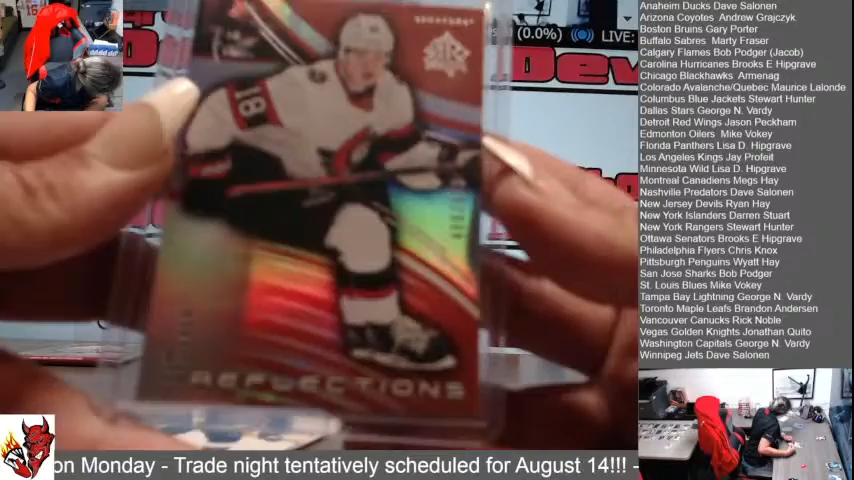 Anaheim Ducks Dave Salonen
Arizona Coyotes Andrew Grajczyk
Boston Bruins Gary Porter
Buffalo Sabres Marty Fraser
Calgary Flames Bob Podger (Jacob)
Carolina Hurricanes Brooks E Hipgrave
Chicago Blackhawks Armenag
Colorado Avalanche/Quebec Maurice Lalonde
Columbus Blue Jackets Stewart Hunter
Dallas Stars George N. Vardy
Detroit Red Wings Jason Peckham
Edmonton Oilers Mike Vokey
Florida Panthers Lisa D. Hipgrave
Los Angeles Kings Jay Profeit
Minnesota Wild Lisa D. Hipgrave
Montreal Canadiens Megs Hay
Nashville Predators Dave Salonen
New Jersey Devils Ryan Hay
New York Islanders Darren Stuart
New York Rangers Stewart Hunter
Ottawa Senators Brooks E Hipgrave
Philadelphia Flyers Chris Knox
Pittsburgh Penguins Wyatt Hay
San Jose Sharks Bob Podger
St. Louis Blues Mike Vokey
Tampa Bay Lightning George N. Vardy
Toronto Maple Leafs Brandon Andersen
Vancouver Canucks Rick Noble
Vegas Golden Knights Jonathan Quito
Washington Capitals George N. Vardy
Winnipeg Jets Dave Salonen
(0.0%) LIVE:
Dev
18
REFLECTIONS
on Monday - Trade night tentatively scheduled for August 14!!! -